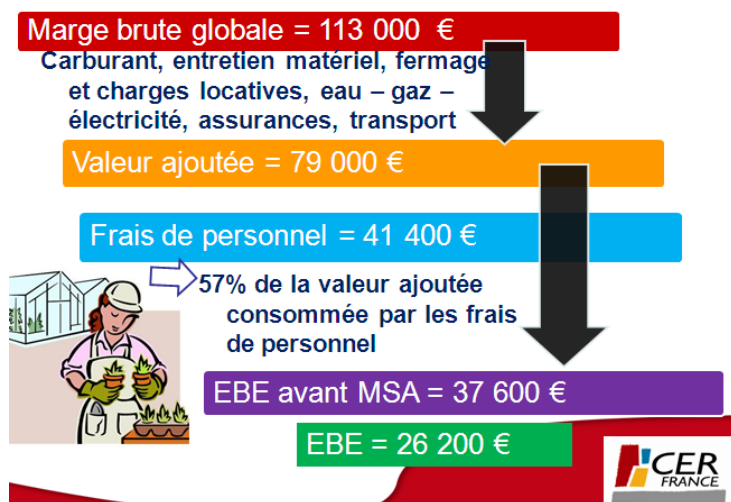 Marge brute globale = 113 000 €
Carburant, entretien matériel, fermage
et charges locatives, eau – gaz –
électricité, assurances, transport
Valeur ajoutée = 79 000 €
Frais de personnel = 41 400 €
57% de la valeur ajoutée
consommée par les frais
de personnel
EBE avant MSA = 37 600 €
EBE = 26 200 €
CER
FRANCE